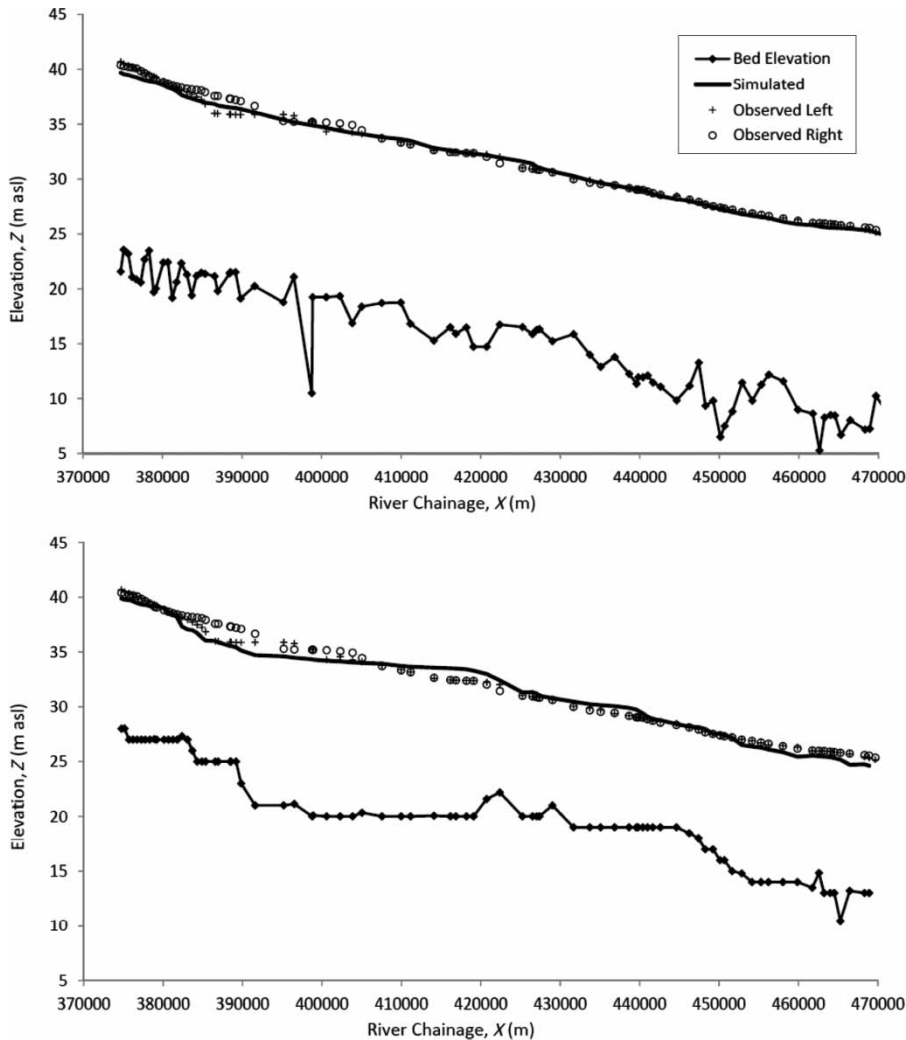 45
40
35
30
25
20
15
10
5
Elevation, Z (m asl)
Bed Elevation
Simulated
Observed Left
Observed Right
370000 380000 390000 400000 410000 420000 430000 440000 450000 460000 470000
River Chainage, X (m)
45
40
35
30
25
20
15
10
5
Elevation, Z (m asl)
370000 380000 390000 400000 410000 420000 430000 440000 450000 460000 470000
River Chainage, X (m)